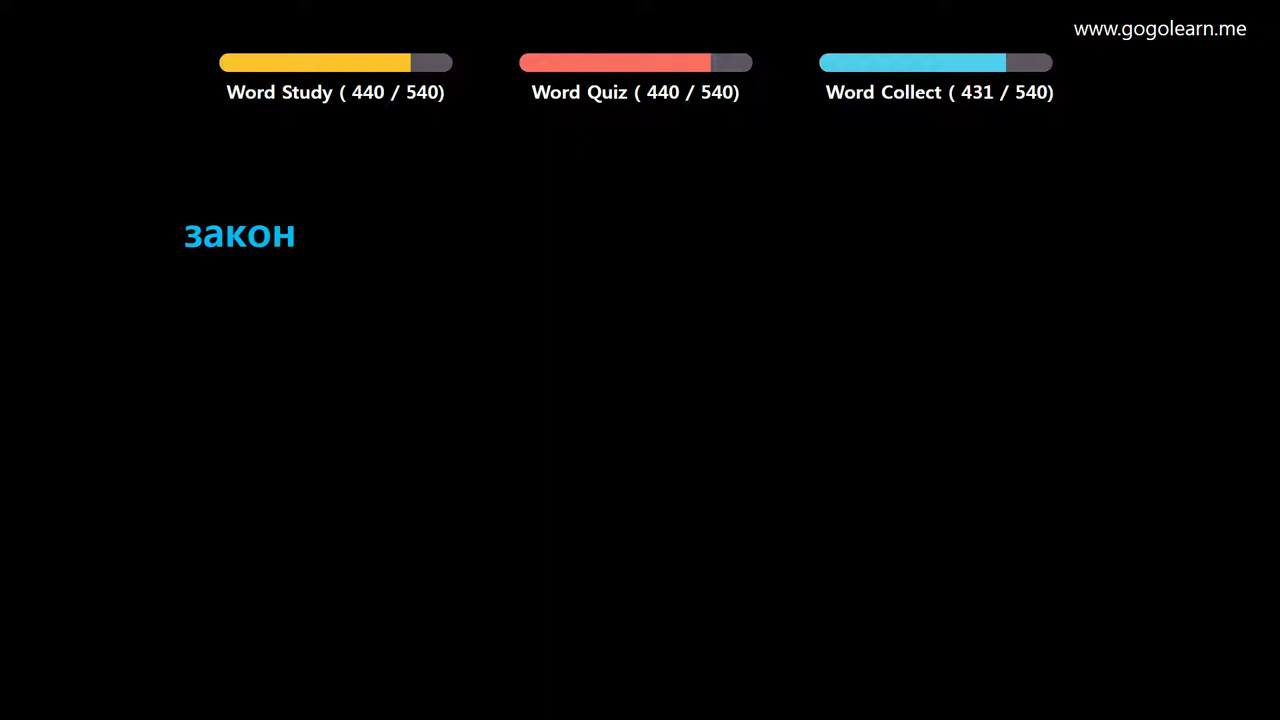 www.gogolearn.me
Word Study ( 440 / 540)
Word Quiz ( 440 / 540)
Word Collect ( 431 / 540)
закон